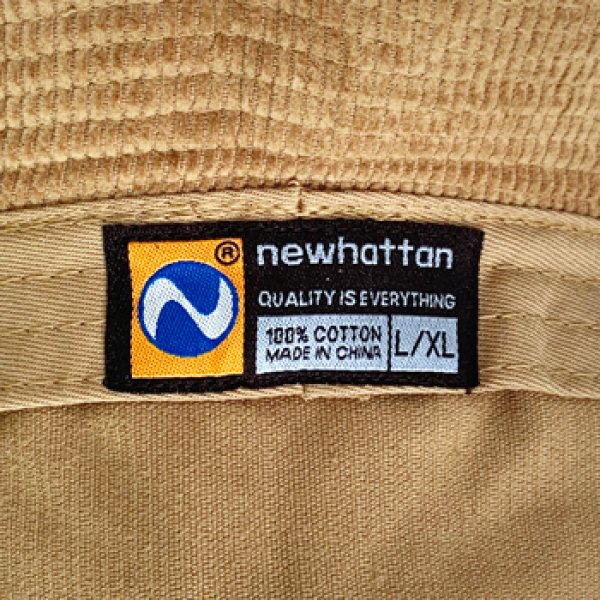 ®
newhattan
QUALITY IS EVERYTHING
100% COTTON
MADE IN CHINA
L/XL